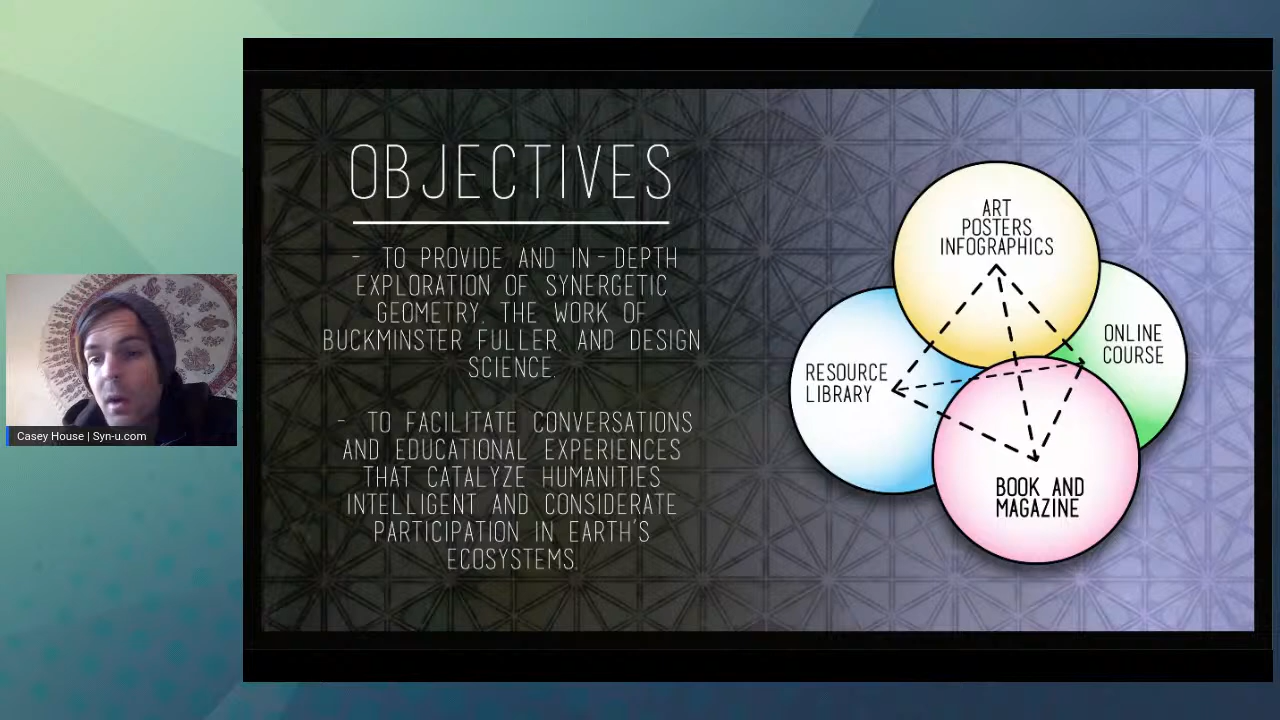 OBJECTIVES
- TO PROVIDE AND IN-DEPTH
EXPLORATION OF SYNERGETIC
GEOMETRY, THE WORK OF
BUCKMINSTER FULLER, AND DESIGN
SCIENCE.
- TO FACILITATE CONVERSATIONS
AND EDUCATIONAL EXPERIENCES
THAT CATALYZE HUMANITIES
INTELLIGENT AND CONSIDERATE
PARTICIPATION IN EARTH'S
ECOSYSTEMS.
ART
POSTERS
INFOGRAPHICS
ONLINE
COURSE
RESOURCE
LIBRARY
BOOK AND
MAGAZINE
Casey House | Syn-u.com